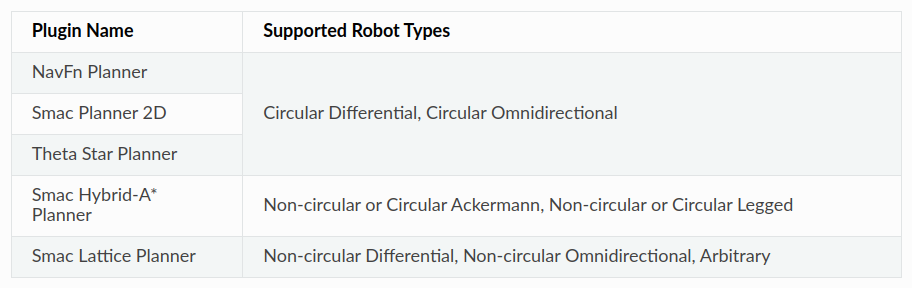 Plugin Name
Supported Robot Types
NavFn Planner
Smac Planner 2D
Circular Differential, Circular Omnidirectional
Theta Star Planner
Smac Hybrid-A*
Planner
Non-circular or Circular Ackermann, Non-circular or Circular Legged
Smac Lattice Planner
Non-circular Differential, Non-circular Omnidirectional, Arbitrary